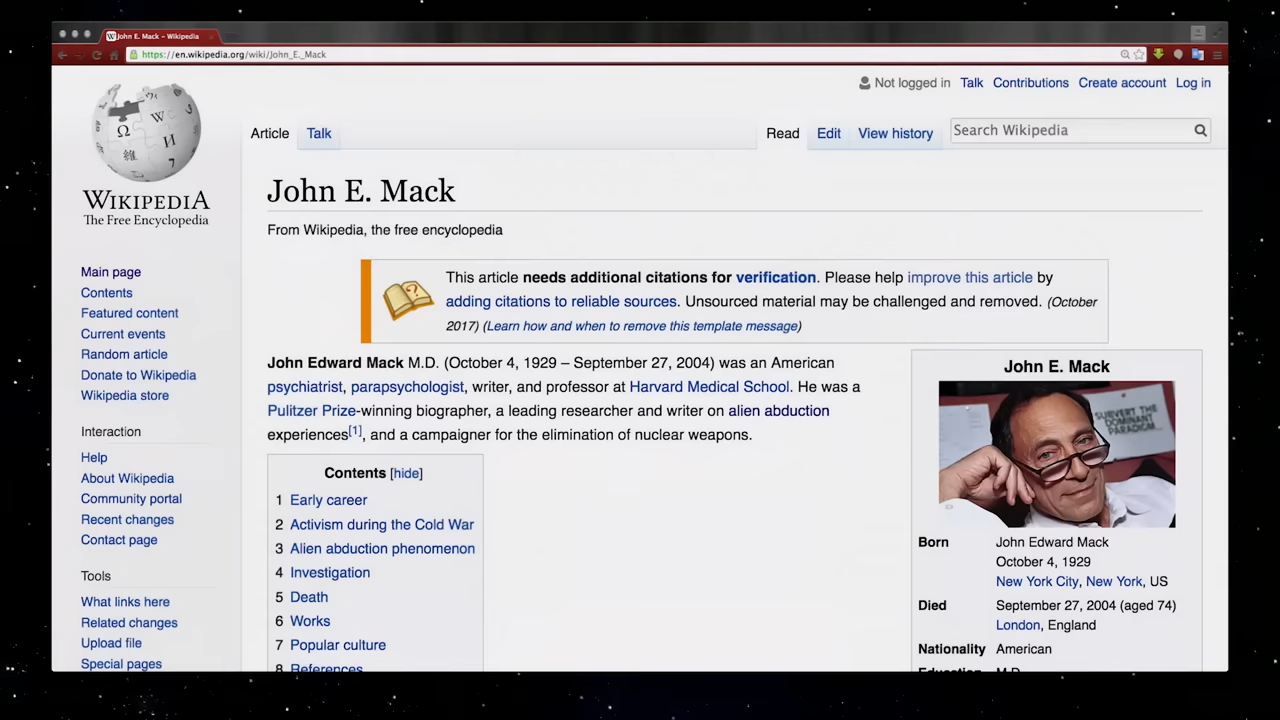 John E. Mack – Wikipedia
https://en.wikipedia.org/wiki/John_E._Mack
Not logged in Talk Contributions Create account Log in
Article Talk Read Edit View history Search Wikipedia
WIKIPEDIA
The Free Encyclopedia
John E. Mack
From Wikipedia, the free encyclopedia
This article needs additional citations for verification. Please help improve this article by
adding citations to reliable sources. Unsourced material may be challenged and removed. (October
2017) (Learn how and when to remove this template message)
John Edward Mack M.D. (October 4, 1929 – September 27, 2004) was an American
psychiatrist, parapsychologist, writer, and professor at Harvard Medical School. He was a
Pulitzer Prize-winning biographer, a leading researcher and writer on alien abduction
experiences[1], and a campaigner for the elimination of nuclear weapons.
Contents [hide]
1 Early career
2 Activism during the Cold War
3 Alien abduction phenomenon
4 Investigation
5 Death
6 Works
7 Popular culture
8 References
John E. Mack
SUBVERT THE
DOMINANT
PARADIGM
Born John Edward Mack
October 4, 1929
New York City, New York, US
Died September 27, 2004 (aged 74)
London, England
Nationality American
Education M.D.
Main page
Contents
Featured content
Current events
Random article
Donate to Wikipedia
Wikipedia store
Interaction
Help
About Wikipedia
Community portal
Recent changes
Contact page
Tools
What links here
Related changes
Upload file
Special pages